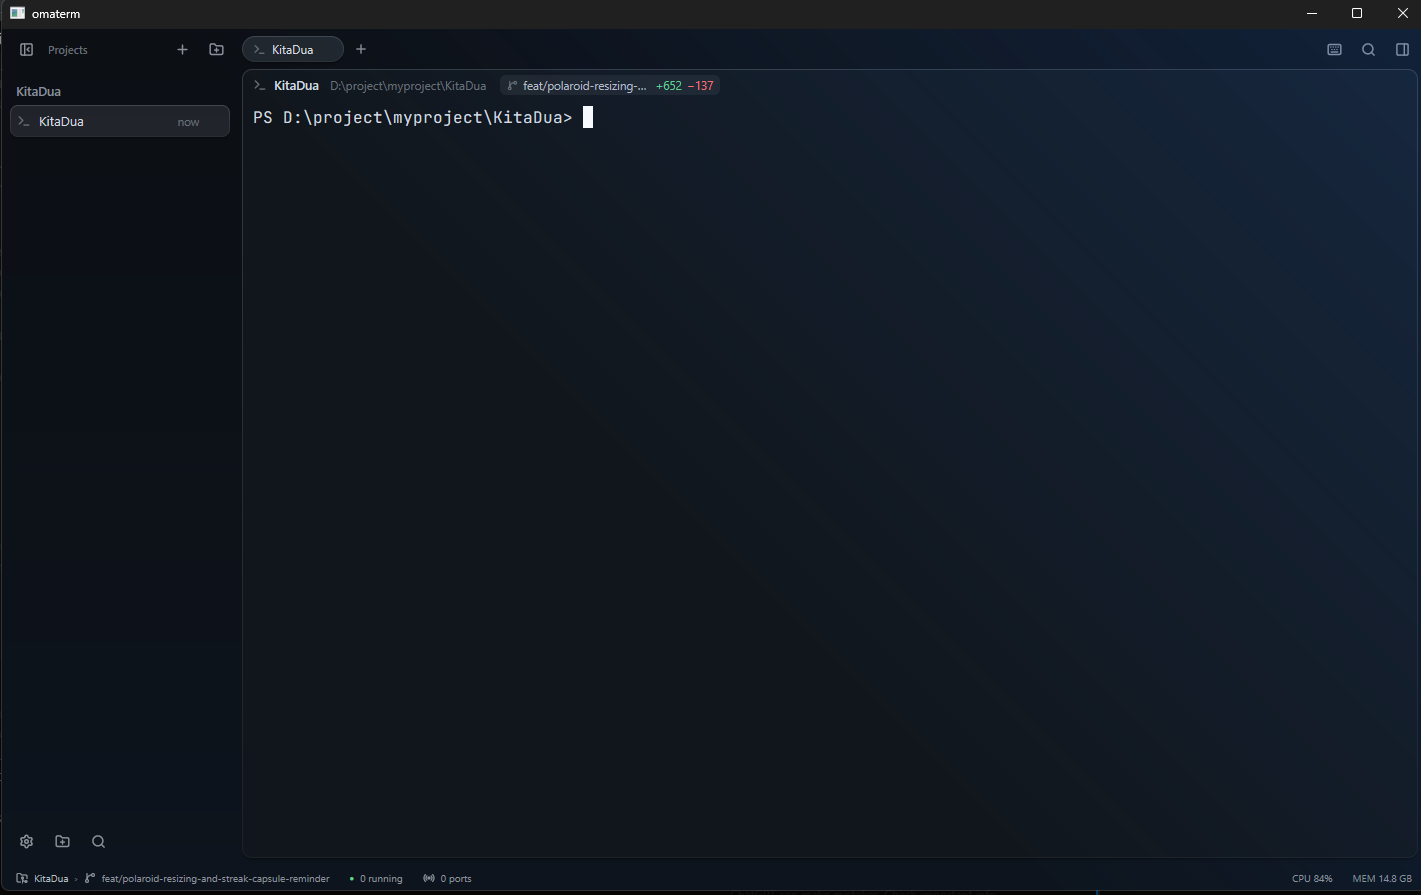 omaterm
Projects
KitaDua
KitaDua
KitaDua now
KitaDua D:\project\myproject\KitaDua feat/polaroid-resizing-... +652 −137
PS D:\project\myproject\KitaDua>
KitaDua › feat/polaroid-resizing-and-streak-capsule-reminder • 0 running 0 ports CPU 84% MEM 14.8 GB